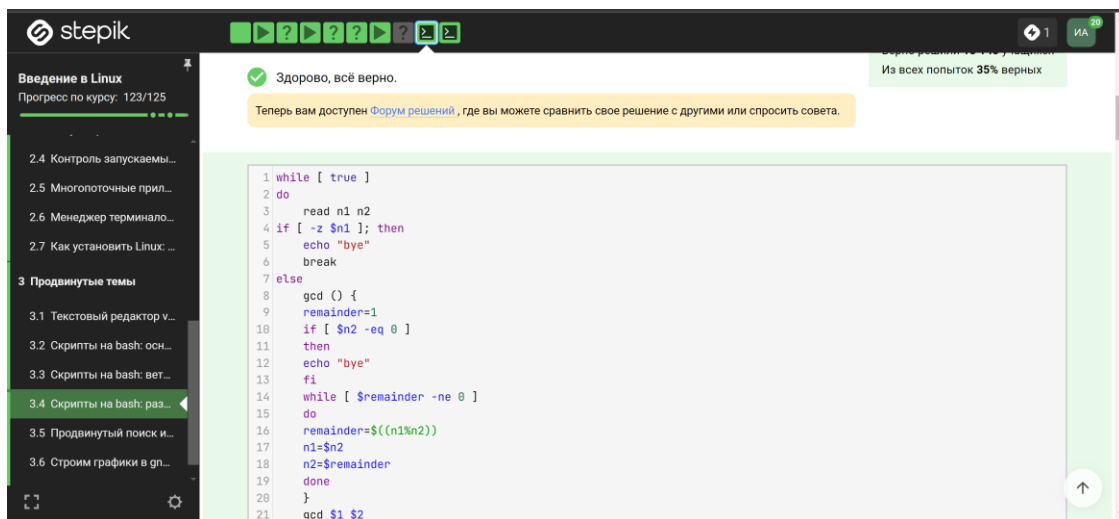 stepik
1
ИА
20
Введение в Linux
Прогресс по курсу: 123/125
2.4 Контроль запускаемы...
2.5 Многопоточные прил...
2.6 Менеджер терминало...
2.7 Как установить Linux: ...
3 Продвинутые темы
3.1 Текстовый редактор v...
3.2 Скрипты на bash: осн...
3.3 Скрипты на bash: вет...
3.4 Скрипты на bash: раз...
3.5 Продвинутый поиск и...
3.6 Строим графики в gn...
Здорово, всё верно.
Из всех попыток 35% верных
Теперь вам доступен Форум решений , где вы можете сравнить свое решение с другими или спросить совета.
1 while [ true ]
2 do
3 read n1 n2
4 if [ -z $n1 ]; then
5 echo "bye"
6 break
7 else
8 gcd () {
9 remainder=1
10 if [ $n2 -eq 0 ]
11 then
12 echo "bye"
13 fi
14 while [ $remainder -ne 0 ]
15 do
16 remainder=$((n1%n2))
17 n1=$n2
18 n2=$remainder
19 done
20 }
21 gcd $1 $2